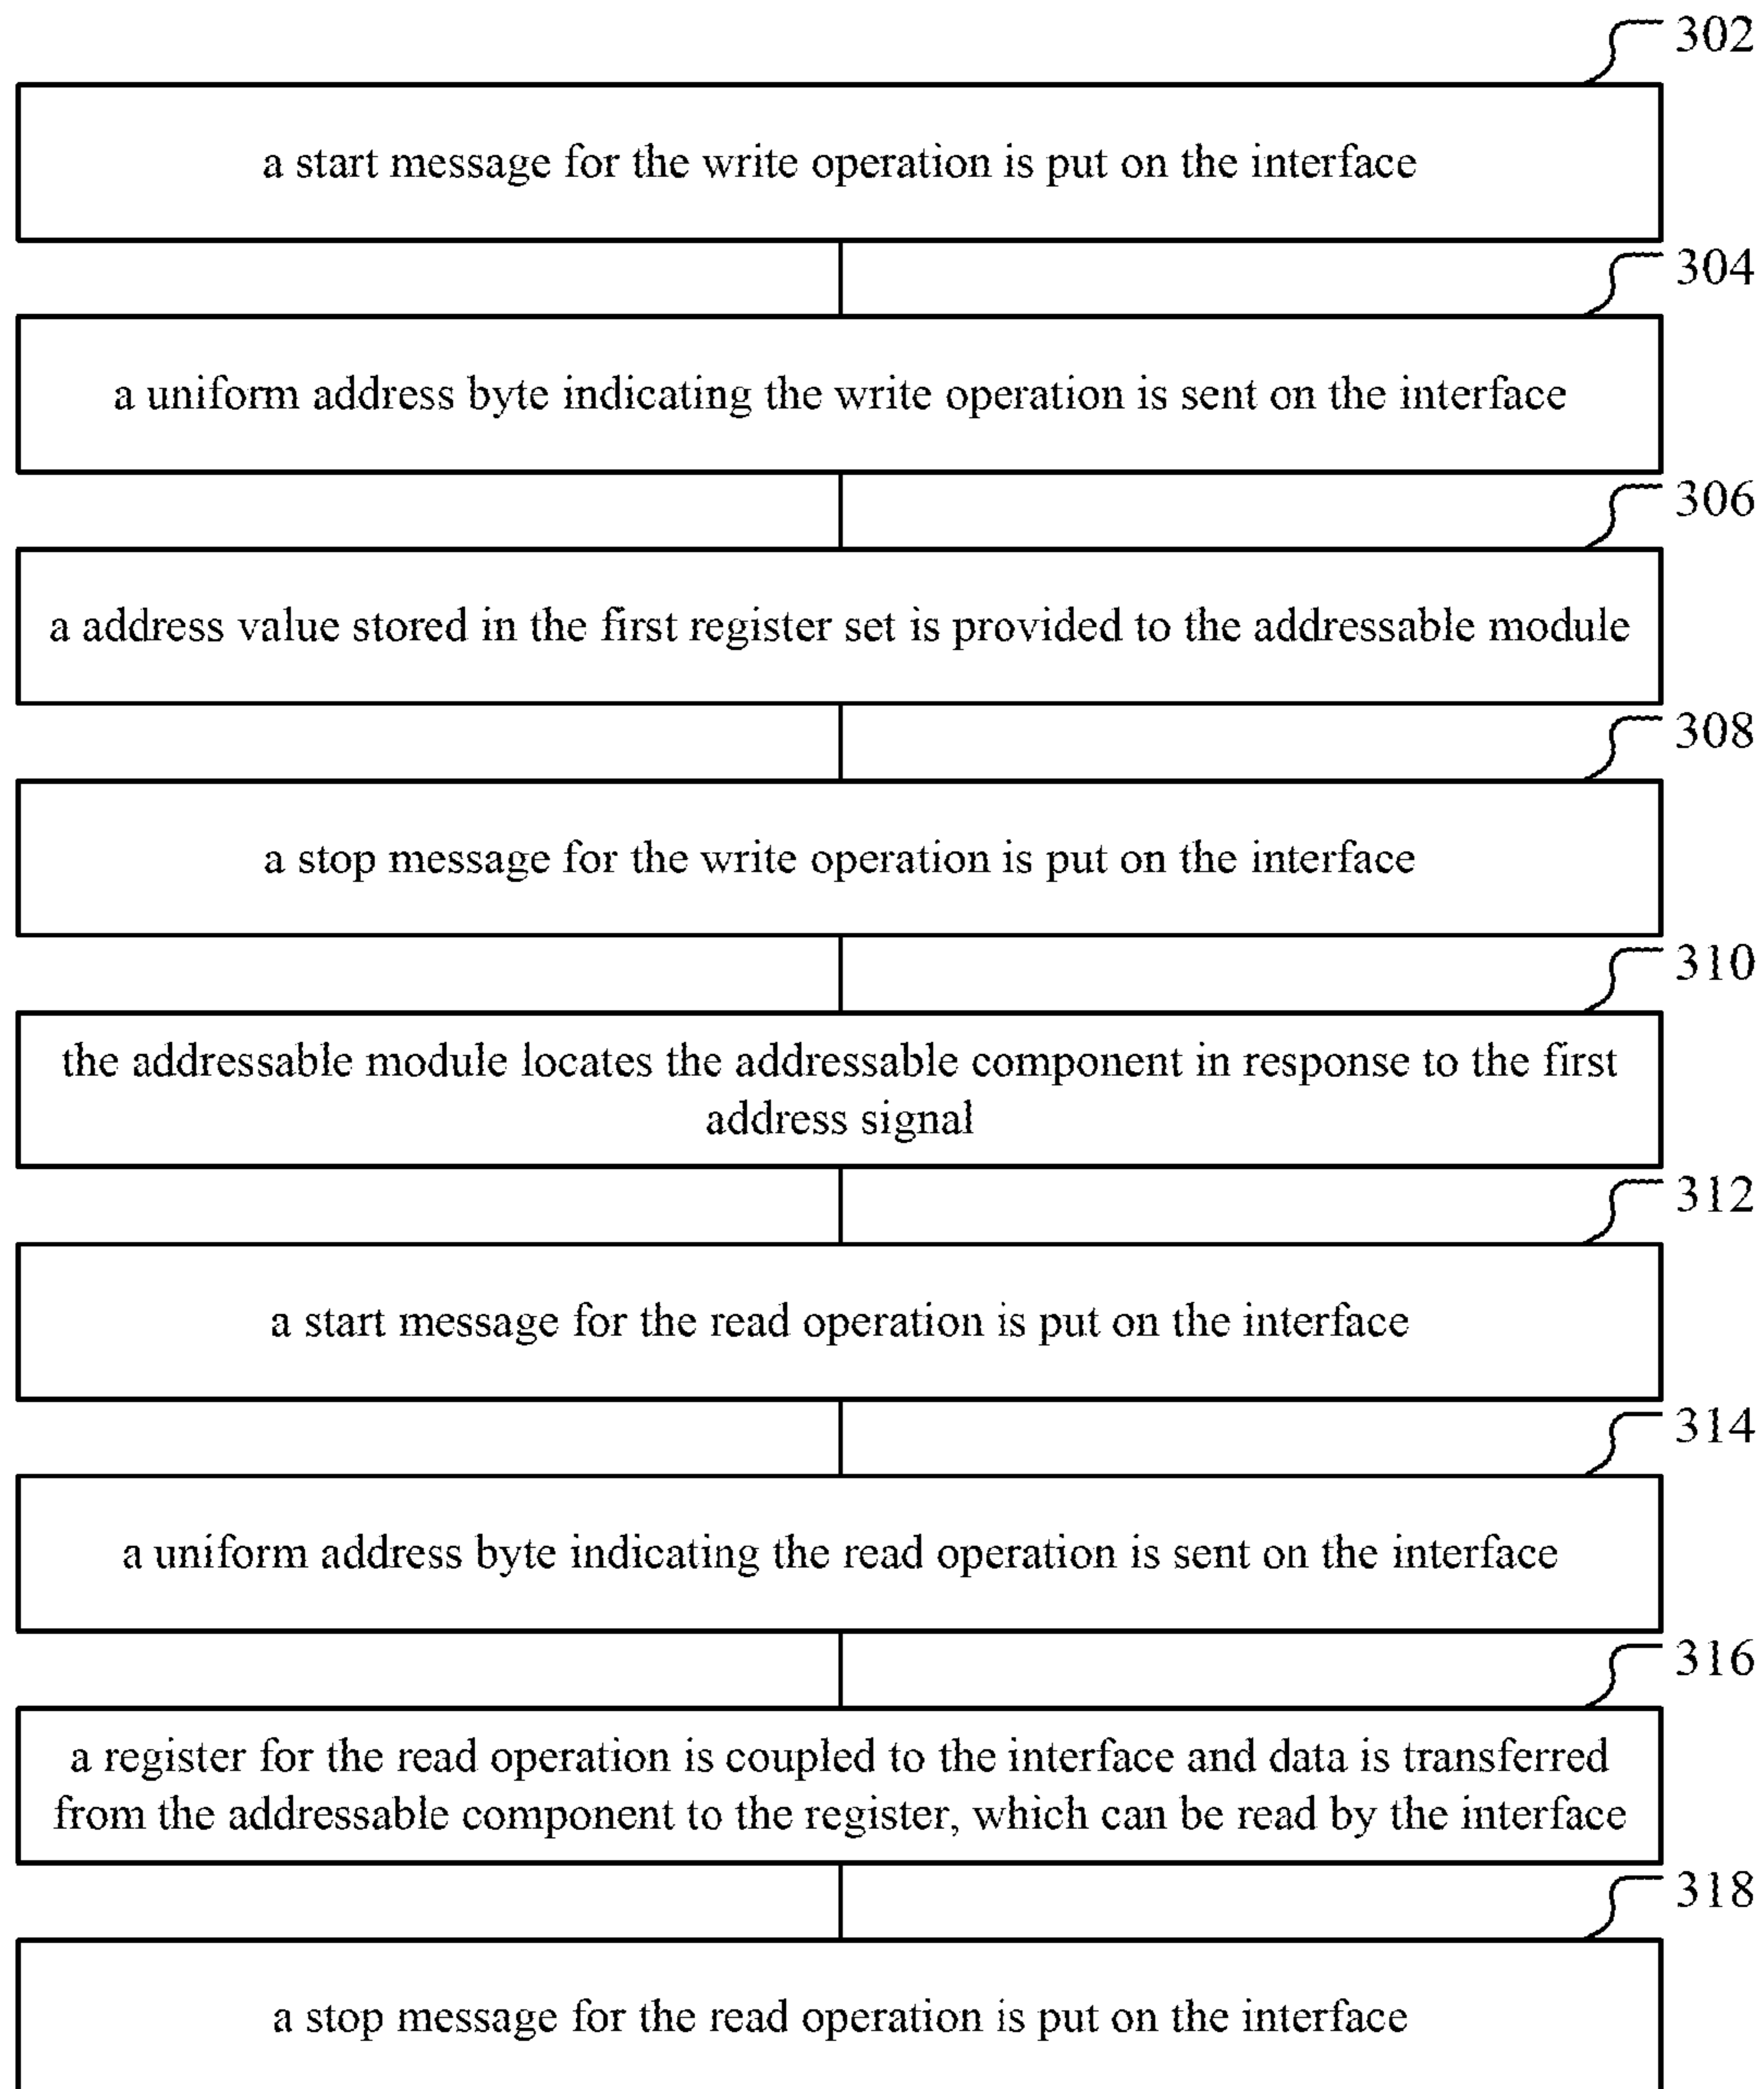 302
a start message for the write operation is put on the interface
304
a uniform address byte indicating the write operation is sent on the interface
306
a address value stored in the first register set is provided to the addressable module
308
a stop message for the write operation is put on the interface
310
the addressable module locates the addressable component in response to the first
address signal
312
a start message for the read operation is put on the interface
314
a uniform address byte indicating the read operation is sent on the interface
316
a register for the read operation is coupled to the interface and data is transferred
from the addressable component to the register, which can be read by the interface
318
a stop message for the read operation is put on the interface